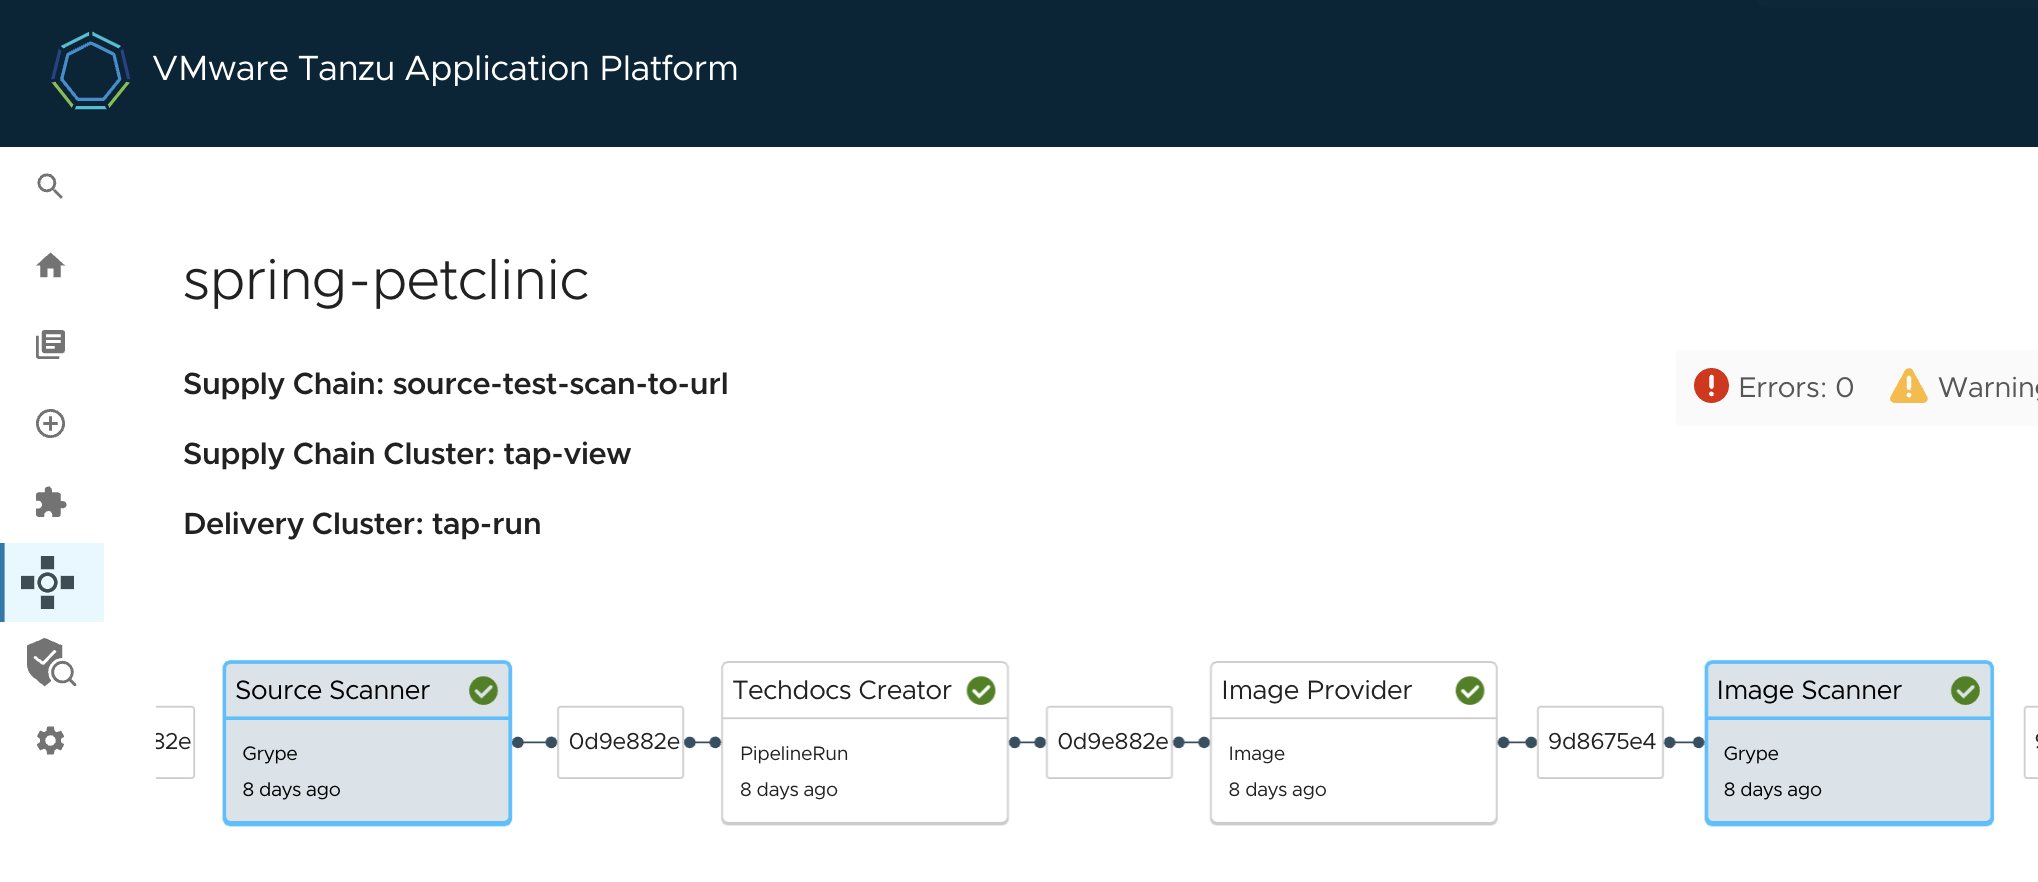 VMware Tanzu Application Platform
spring-petclinic
Supply Chain: source-test-scan-to-url
Errors: 0
Supply Chain Cluster: tap-view
Delivery Cluster: tap-run
Source Scanner
Techdocs Creator
Image Provider
Image Scanner
0d9e882e
0d9e882e
9d8675e4
Grype
PipelineRun
Image
Grype
8 days ago
8 days ago
8 days ago
8 days ago